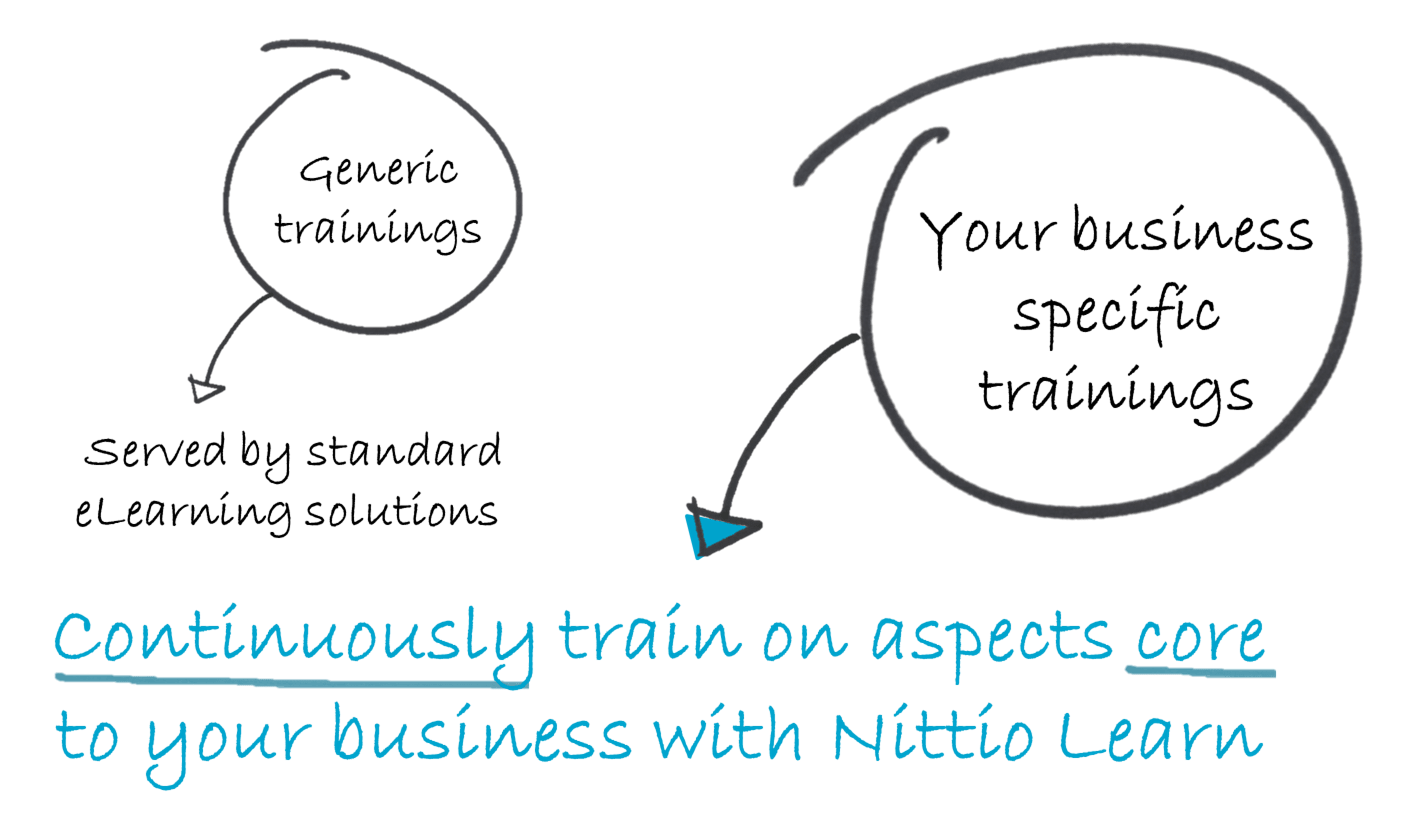 Generic
trainings
Served by standard
eLearning solutions
Your business
specific
trainings
Continuously train on aspects core
to your business with Nittio Learn